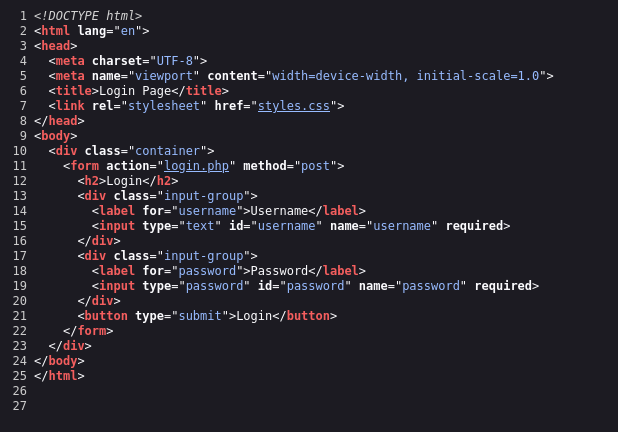 1 <!DOCTYPE html>
2 <html lang="en">
3 <head>
4   <meta charset="UTF-8">
5   <meta name="viewport" content="width=device-width, initial-scale=1.0">
6   <title>Login Page</title>
7   <link rel="stylesheet" href="styles.css">
8 </head>
9 <body>
10   <div class="container">
11     <form action="login.php" method="post">
12       <h2>Login</h2>
13       <div class="input-group">
14         <label for="username">Username</label>
15         <input type="text" id="username" name="username" required>
16       </div>
17       <div class="input-group">
18         <label for="password">Password</label>
19         <input type="password" id="password" name="password" required>
20       </div>
21       <button type="submit">Login</button>
22     </form>
23   </div>
24 </body>
25 </html>
26
27